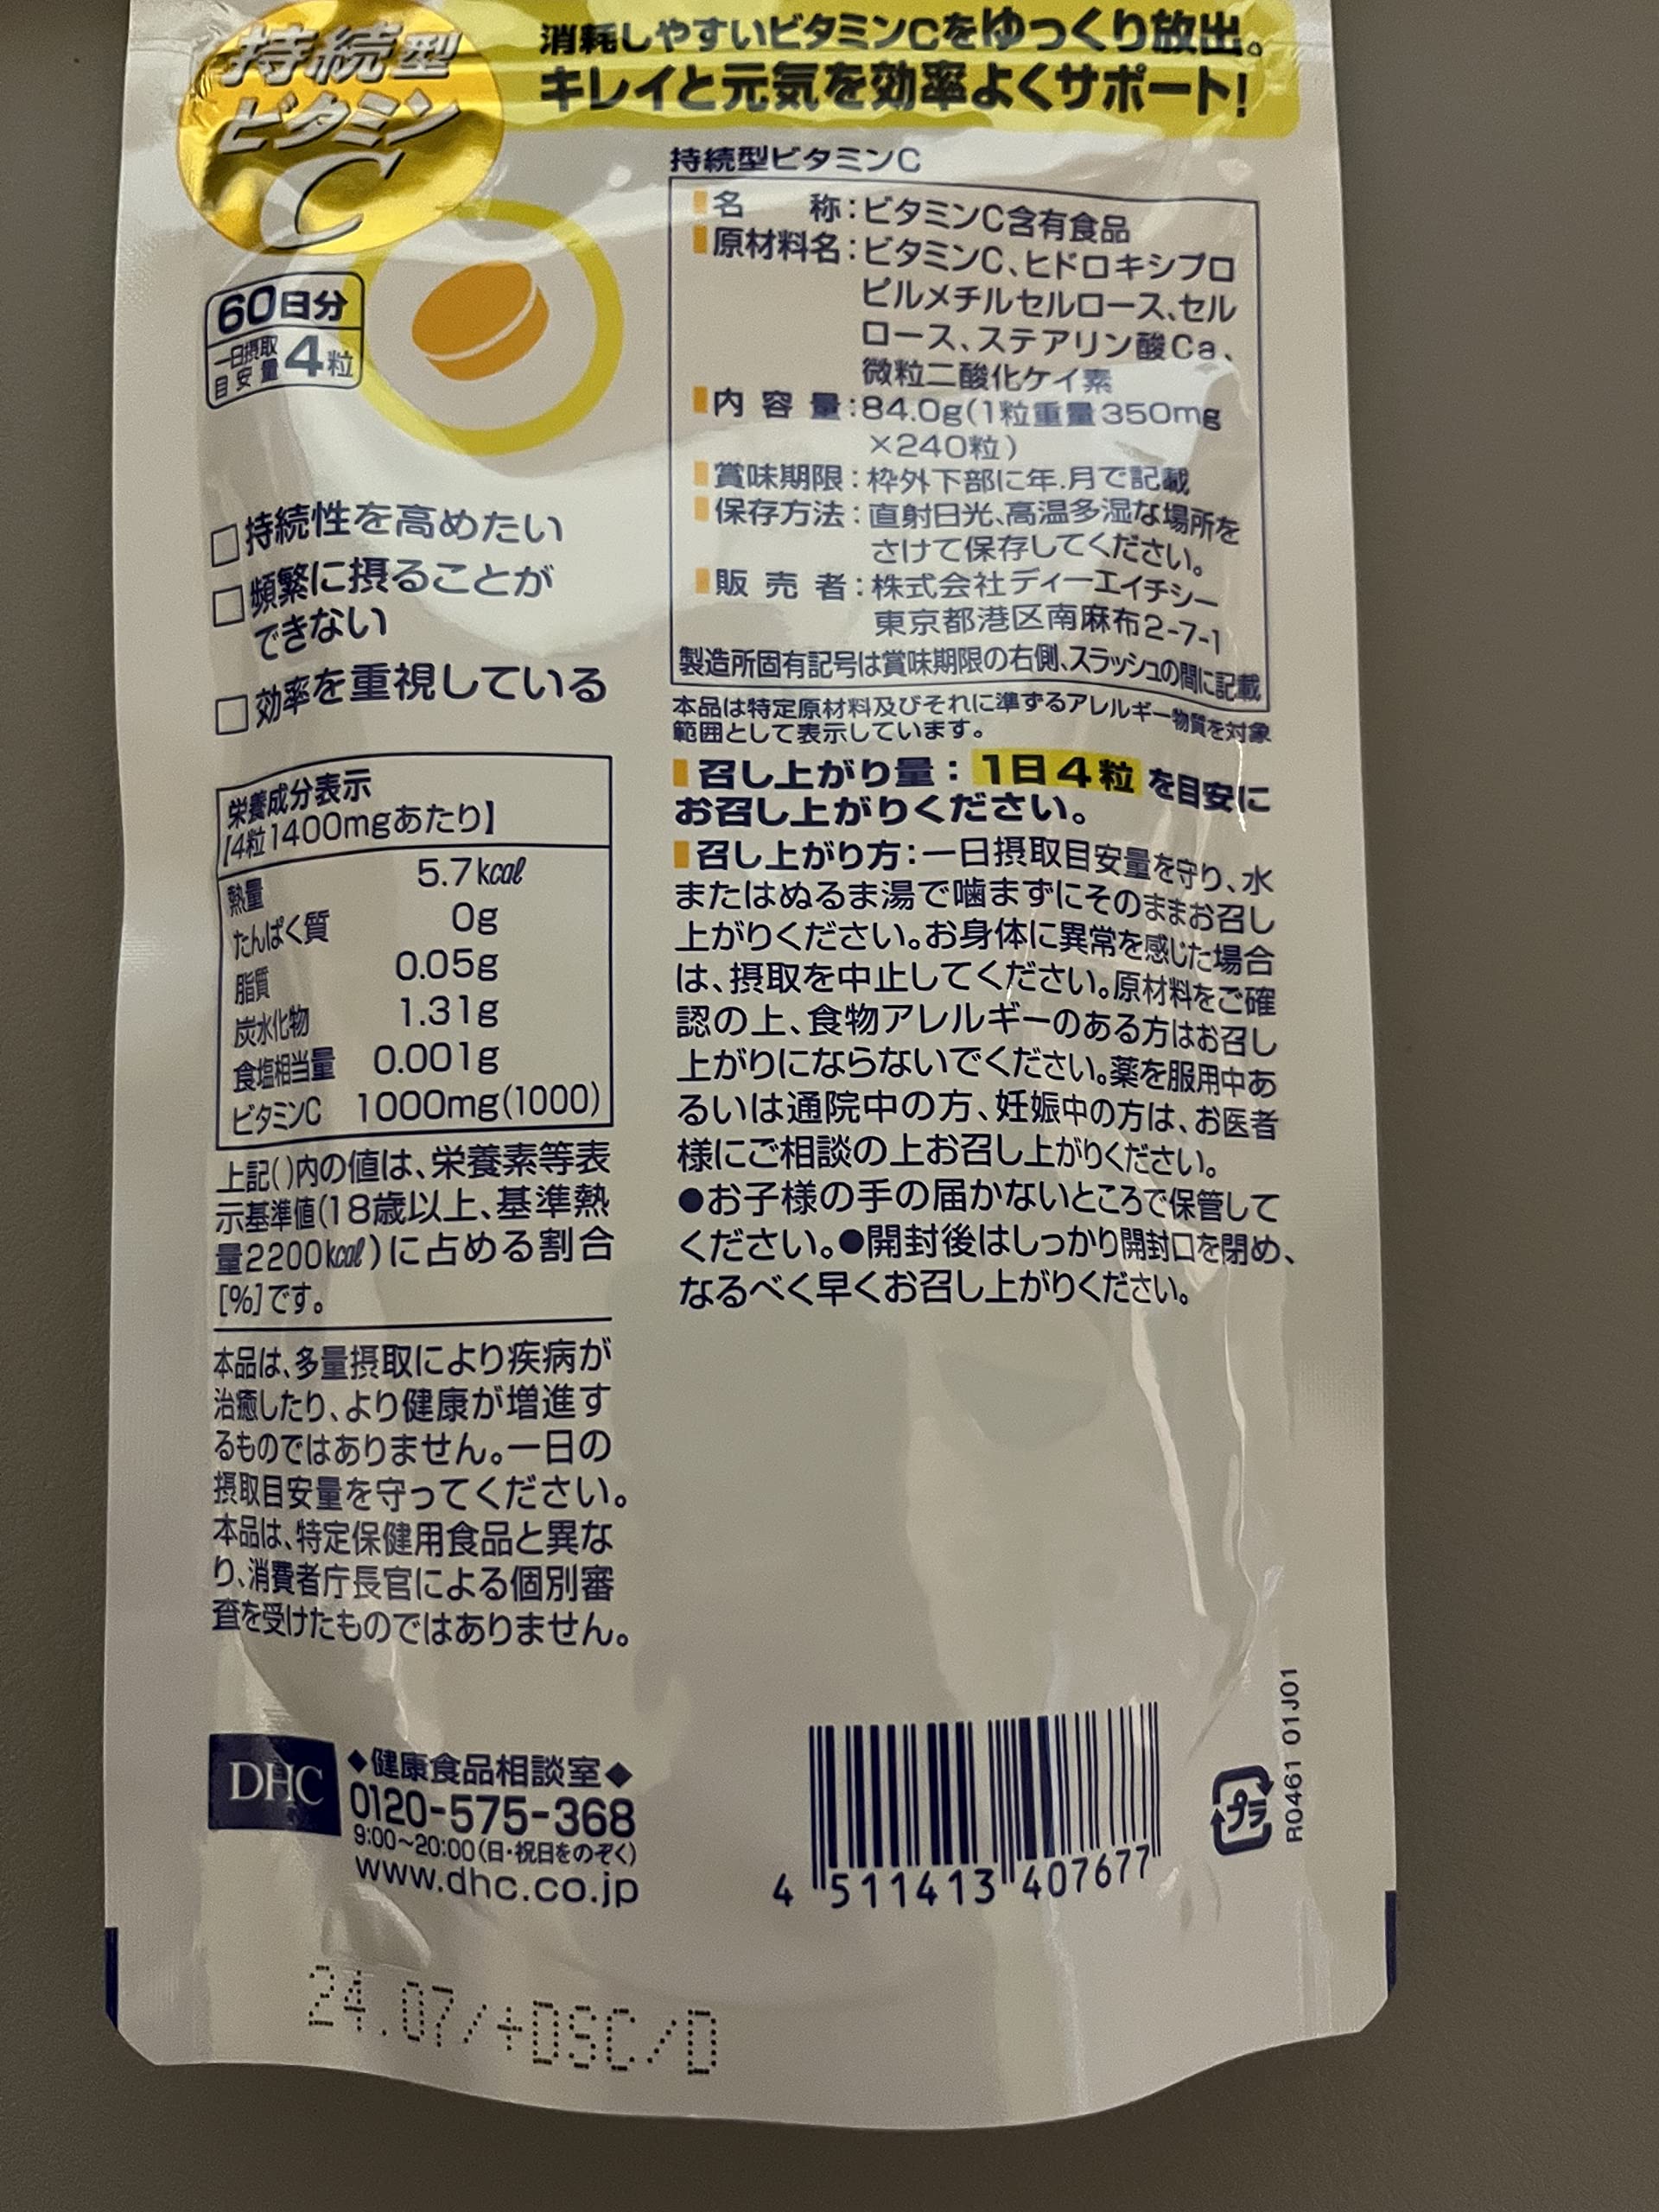 持続型
ビタミン
C
消耗しやすいビタミンCをゆっくり放出。
キレイと元気を効率よくサポート!
60日分
一日摂取
目安量
4粒
□持続性を高めたい
□頻繁に摂ることが
できない
□効率を重視している
栄養成分表示
[4粒1400mgあたり]
熱量 5.7kcal
たんぱく質 0g
脂質 0.05g
炭水化物 1.31g
食塩相当量 0.001g
ビタミンC 1000mg(1000)
上記( )内の値は、栄養素等表
示基準値(18歳以上、基準熱
量2200kcal)に占める割合
[%]です。
本品は、多量摂取により疾病が
治癒したり、より健康が増進す
るものではありません。一日の
摂取目安量を守ってください。
本品は、特定保健用食品と異な
り、消費者庁長官による個別審
査を受けたものではありません。
持続型ビタミンC
名 称:ビタミンC含有食品
原材料名:ビタミンC、ヒドロキシプロ
ピルメチルセルロース、セル
ロース、ステアリン酸Ca、
微粒二酸化ケイ素
内 容 量:84.0g(1粒重量350mg
×240粒)
賞味期限:枠外下部に年.月で記載
保存方法:直射日光、高温多湿な場所を
さけて保存してください。
販 売 者:株式会社ディーエイチシー
東京都港区南麻布2-7-1
製造所固有記号は賞味期限の右側、スラッシュの間に記載
本品は特定原材料及びそれに準ずるアレルギー物質を対象
範囲として表示しています。
召し上がり量:1日4粒を目安に
お召し上がりください。
召し上がり方:一日摂取目安量を守り、水
またはぬるま湯で噛まずにそのままお召し
上がりください。お身体に異常を感じた場合
は、摂取を中止してください。原材料をご確
認の上、食物アレルギーのある方はお召し
上がりにならないでください。薬を服用中あ
るいは通院中の方、妊娠中の方は、お医者
様にご相談の上お召し上がりください。
●お子様の手の届かないところで保管して
ください。●開封後はしっかり開封口を閉め、
なるべく早くお召し上がりください。
DHC
◆健康食品相談室◆
0120-575-368
9:00~20:00(日・祝日をのぞく)
www.dhc.co.jp
4 511413 407677
プラ
R0461 01J01
24.07/+DSC/D